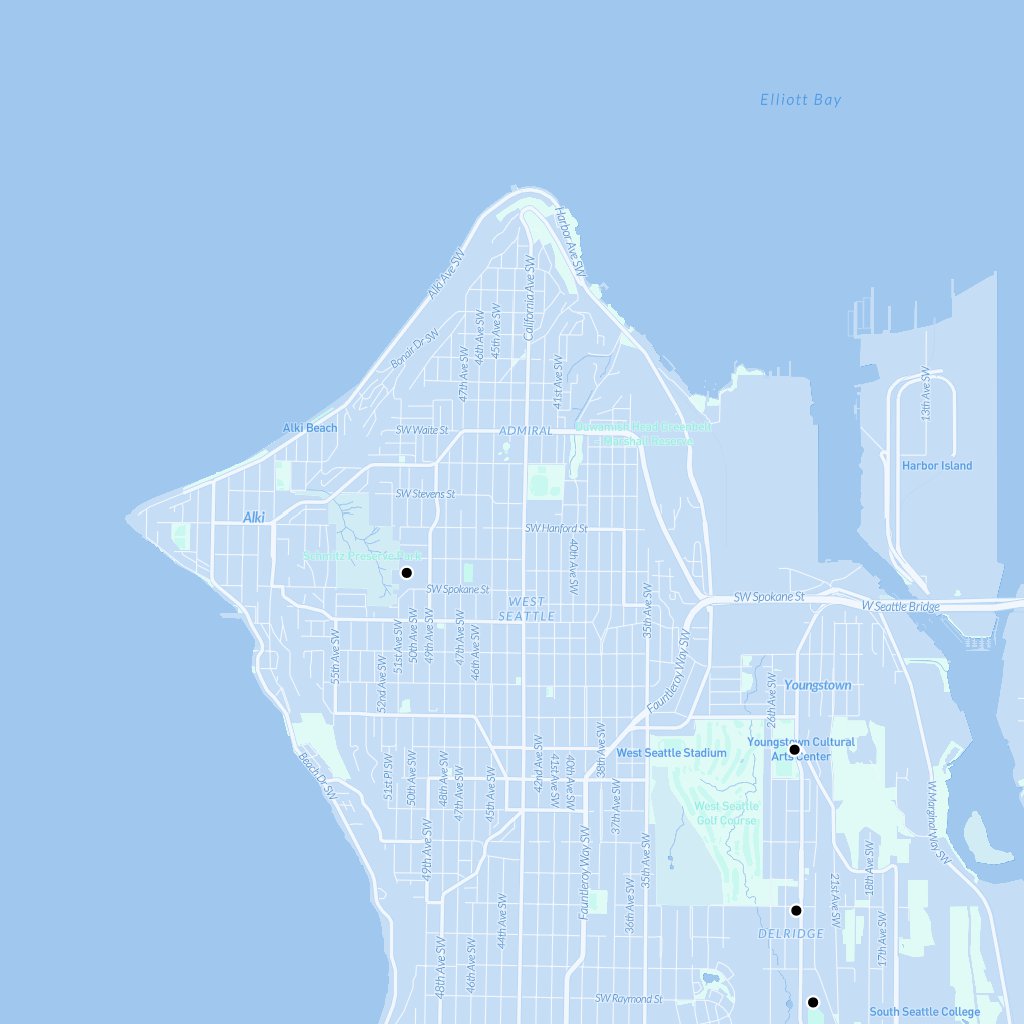 Elliott Bay
Harbor Ave SW
Alki Ave SW
California Ave SW
45th Ave SW
46th Ave SW
Bonair Dr SW
47th Ave SW
41st Ave SW
13th Ave SW
Alki Beach
SW Waite St
ADMIRAL
Duwamish Head Greenbelt
- Marshall Reserve
Harbor Island
SW Stevens St
Alki
SW Hanford St
Schmitz Preserve Park
40th Ave SW
SW Spokane St
35th Ave SW
SW Spokane St
W Seattle Bridge
WEST
SEATTLE
55th Ave SW
52nd Ave SW
51st Ave SW
50th Ave SW
49th Ave SW
47th Ave SW
46th Ave SW
Fauntleroy Way SW
26th Ave SW
Youngstown
Youngstown Cultural
Arts Center
West Seattle Stadium
Beach Dr SW
51st Pl SW
50th Ave SW
48th Ave SW
47th Ave SW
45th Ave SW
42nd Ave SW
41st Ave SW
40th Ave SW
38th Ave SW
37th Ave SW
West Seattle
Golf Course
W Marginal Way SW
49th Ave SW
35th Ave SW
Fauntleroy Way SW
36th Ave SW
44th Ave SW
21st Ave SW
18th Ave SW
17th Ave SW
DELRIDGE
48th Ave SW
46th Ave SW
SW Raymond St
South Seattle College